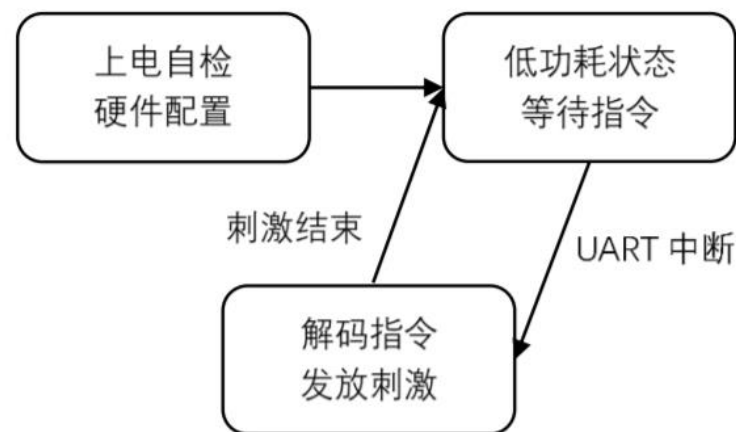 上电自检
硬件配置
低功耗状态
等待指令
刺激结束
UART 中断
解码指令
发放刺激